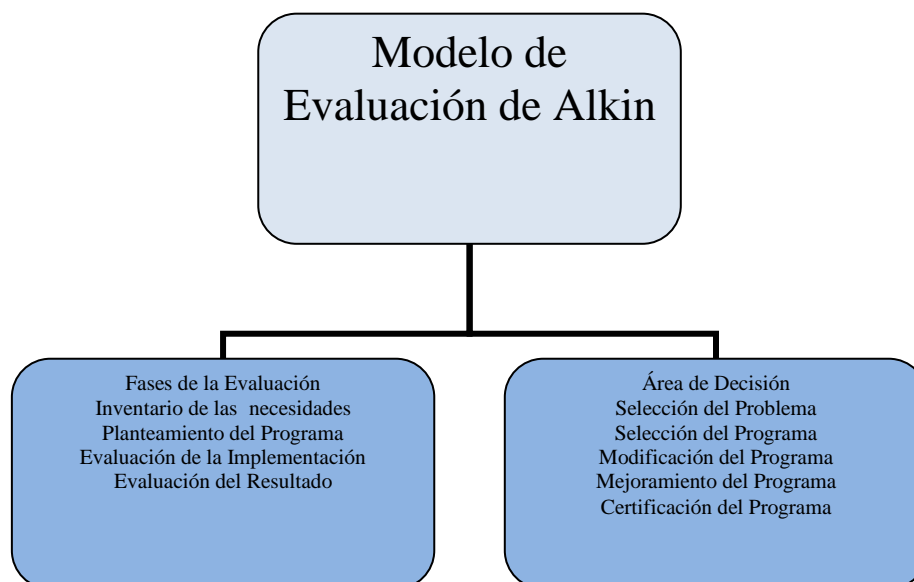 Modelo de
Evaluación de Alkin
Fases de la Evaluación
Inventario de las necesidades
Planteamiento del Programa
Evaluación de la Implementación
Evaluación del Resultado
Área de Decisión
Selección del Problema
Selección del Programa
Modificación del Programa
Mejoramiento del Programa
Certificación del Programa